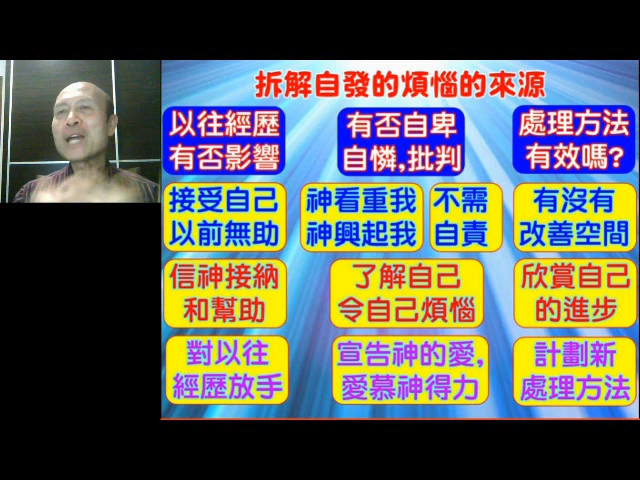 拆解自發的煩惱的來源
以往經歷
有否影響
有否自卑
自憐,批判
處理方法
有效嗎?
接受自己
以前無助
神看重我
神興起我
不需
自責
有沒有
改善空間
信神接納
和幫助
了解自己
令自己煩惱
欣賞自己
的進步
對以往
經歷放手
宣告神的愛,
愛慕神得力
計劃新
處理方法